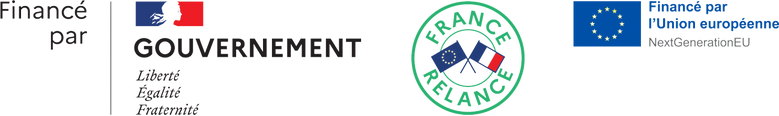 Financé
par
GOUVERNEMENT
Liberté
Égalité
Fraternité
FRANCE
RELANCE
Financé par
l'Union européenne
NextGenerationEU